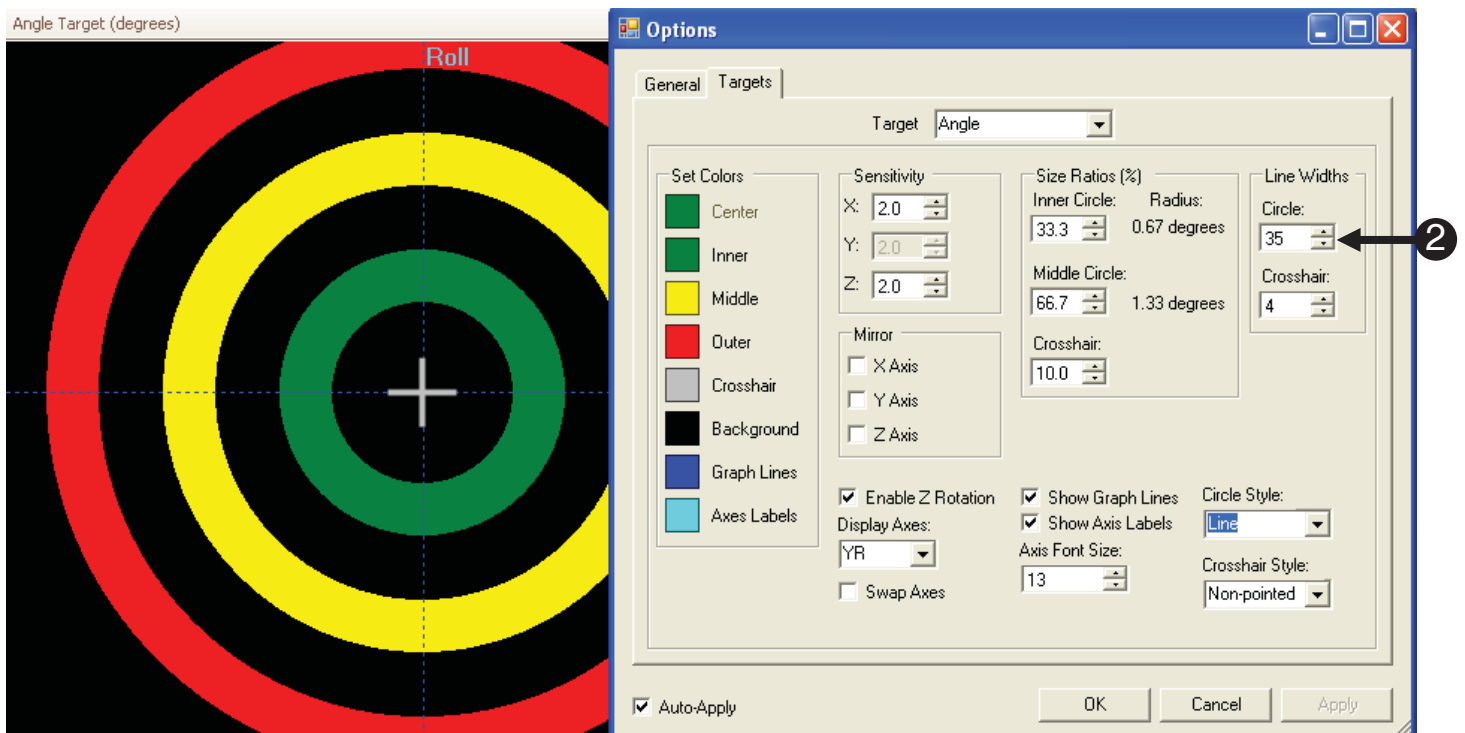 Angle Target (degrees)
Roll
Options
General Targets
Target Angle
Set Colors
Center
Inner
Middle
Outer
Crosshair
Background
Graph Lines
Axes Labels
Sensitivity
X: 2.0
Y: 2.0
Z: 2.0
Mirror
X Axis
Y Axis
Z Axis
Size Ratios (%)
Inner Circle: Radius:
33.3 0.67 degrees
Middle Circle:
66.7 1.33 degrees
Crosshair:
10.0
Line Widths
Circle:
35
Crosshair:
4
2
Enable Z Rotation
Display Axes:
YR
Swap Axes
Show Graph Lines
Show Axis Labels
Axis Font Size:
13
Circle Style:
Line
Crosshair Style:
Non-pointed
Auto-Apply
OK Cancel Apply